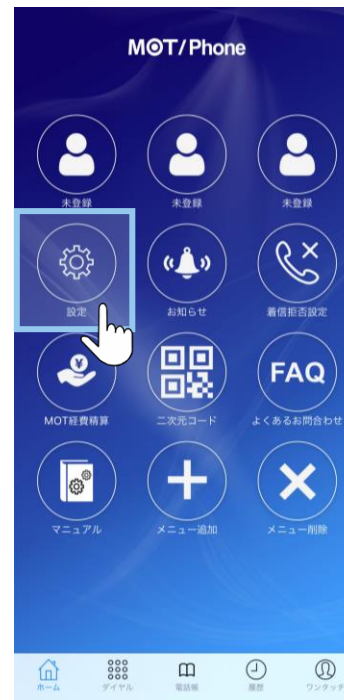 MOT/Phone
未登録 未登録 未登録
設定 お知らせ 着信拒否設定
¥ FAQ
MOT経費精算 二次元コード よくあるお問合わせ
マニュアル メニュー追加 メニュー削除
ホーム ダイヤル 電話帳 履歴 ワンタッチ